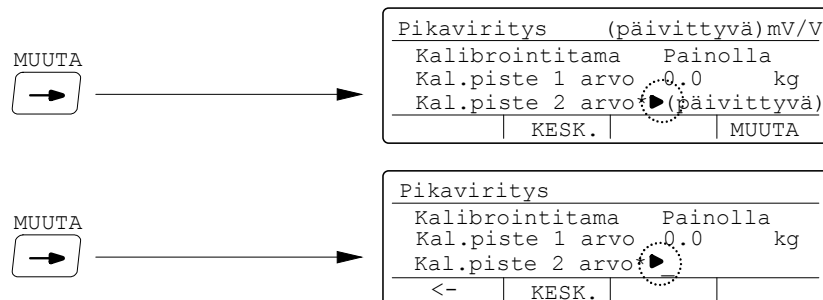 MUUTA
Pikaviritys (päivittyvä)mV/V
Kalibrointitama Painolla
Kal.piste 1 arvo 0.0 kg
Kal.piste 2 arvo* (päivittyvä)
KESK. MUUTA
MUUTA
Pikaviritys
Kalibrointitama Painolla
Kal.piste 1 arvo 0.0 kg
Kal.piste 2 arvo* _
<- KESK.